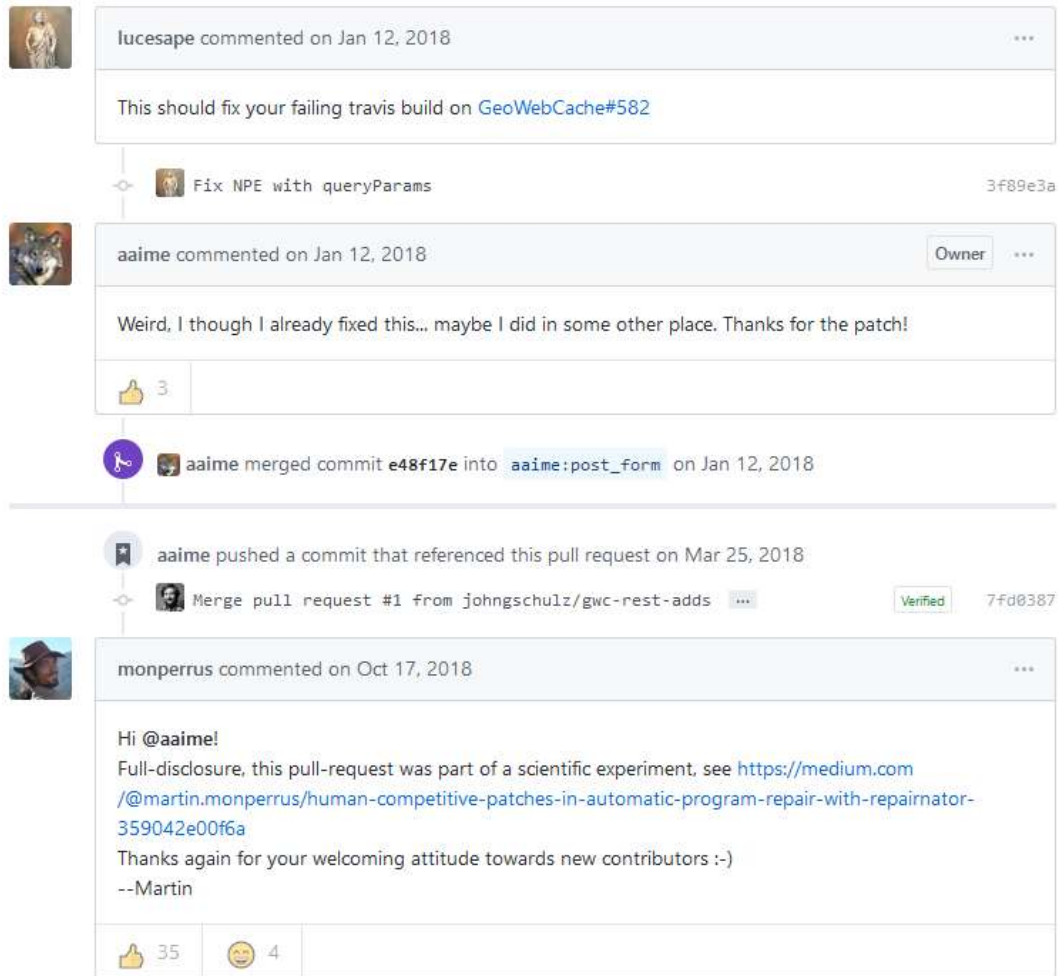 lucesape commented on Jan 12, 2018 ...
This should fix your failing travis build on GeoWebCache#582
Fix NPE with queryParams 3f89e3a
aaime commented on Jan 12, 2018 Owner ...
Weird, I though I already fixed this... maybe I did in some other place. Thanks for the patch!
👍 3
aaime merged commit e48f17e into aaime:post_form on Jan 12, 2018
aaime pushed a commit that referenced this pull request on Mar 25, 2018
Merge pull request #1 from johngschulz/gwc-rest-adds ... Verified 7fd0387
monperrus commented on Oct 17, 2018 ...
Hi @aaime!
Full-disclosure, this pull-request was part of a scientific experiment, see https://medium.com
/@martin.monperrus/human-competitive-patches-in-automatic-program-repair-with-repairnator-
359042e00f6a
Thanks again for your welcoming attitude towards new contributors :-)
--Martin
👍 35 😄 4